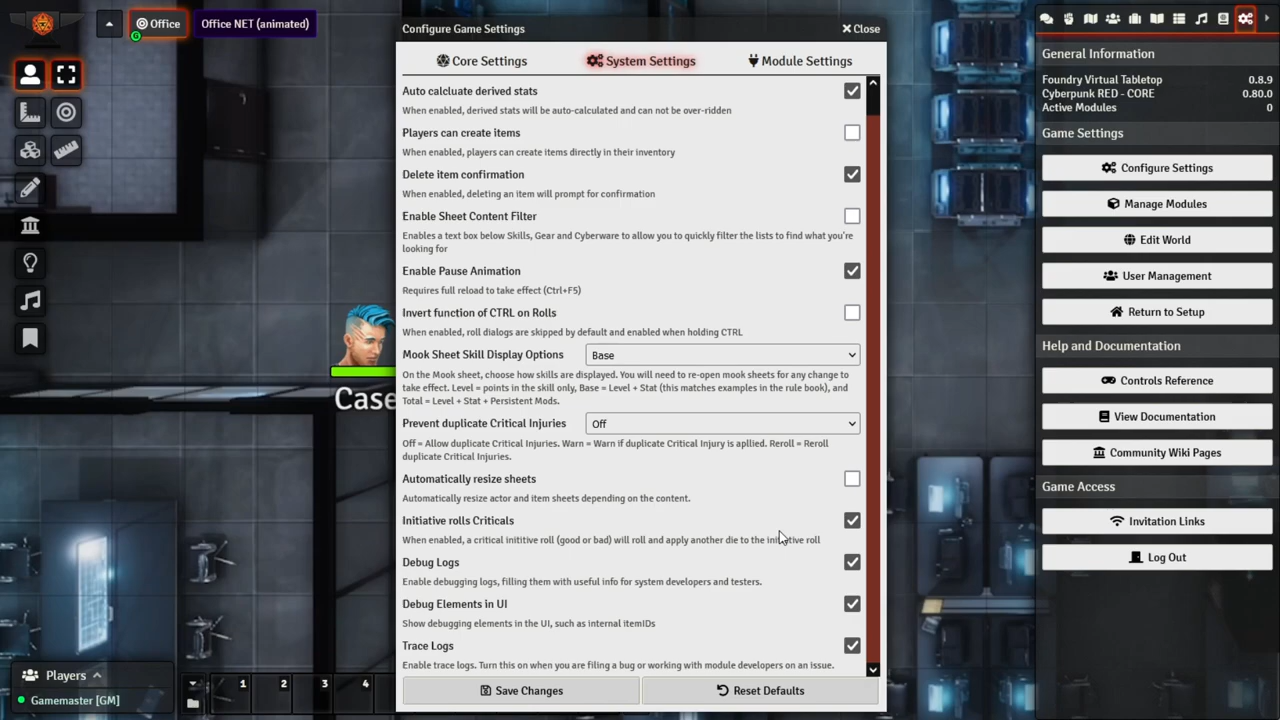 Office
Office NET (animated)
G
Configure Game Settings
Close
Core Settings
System Settings
Module Settings
Auto calcluate derived stats
When enabled, derived stats will be auto-calculated and can not be over-ridden
Players can create items
When enabled, players can create items directly in their inventory
Delete item confirmation
When enabled, deleting an item will prompt for confirmation
Enable Sheet Content Filter
Enables a text box below Skills, Gear and Cyberware to allow you to quickly filter the lists to find what you're
looking for
Enable Pause Animation
Requires full reload to take effect (Ctrl+F5)
Invert function of CTRL on Rolls
When enabled, roll dialogs are skipped by default and enabled when holding CTRL
Mook Sheet Skill Display Options
Base
On the Mook sheet, choose how skills are displayed. You will need to re-open mook sheets for any change to
take effect. Level = points in the skill only, Base = Level + Stat (this matches examples in the rule book), and
Total = Level + Stat + Persistent Mods.
Prevent duplicate Critical Injuries
Off
Off = Allow duplicate Critical Injuries. Warn = Warn if duplicate Critical Injury is apllied. Reroll = Reroll
duplicate Critical Injuries.
Automatically resize sheets
Automatically resize actor and item sheets depending on the content.
Initiative rolls Criticals
When enabled, a critical inititive roll (good or bad) will roll and apply another die to the initiative roll
Debug Logs
Enable debugging logs, filling them with useful info for system developers and testers.
Debug Elements in UI
Show debugging elements in the UI, such as internal itemIDs
Trace Logs
Enable trace logs. Turn this on when you are filing a bug or working with module developers on an issue.
Save Changes
Reset Defaults
Case
Players
Gamemaster [GM]
1
2
3
4
General Information
Foundry Virtual Tabletop 0.8.9
Cyberpunk RED - CORE 0.80.0
Active Modules 0
Game Settings
Configure Settings
Manage Modules
Edit World
User Management
Return to Setup
Help and Documentation
Controls Reference
View Documentation
Community Wiki Pages
Game Access
Invitation Links
Log Out